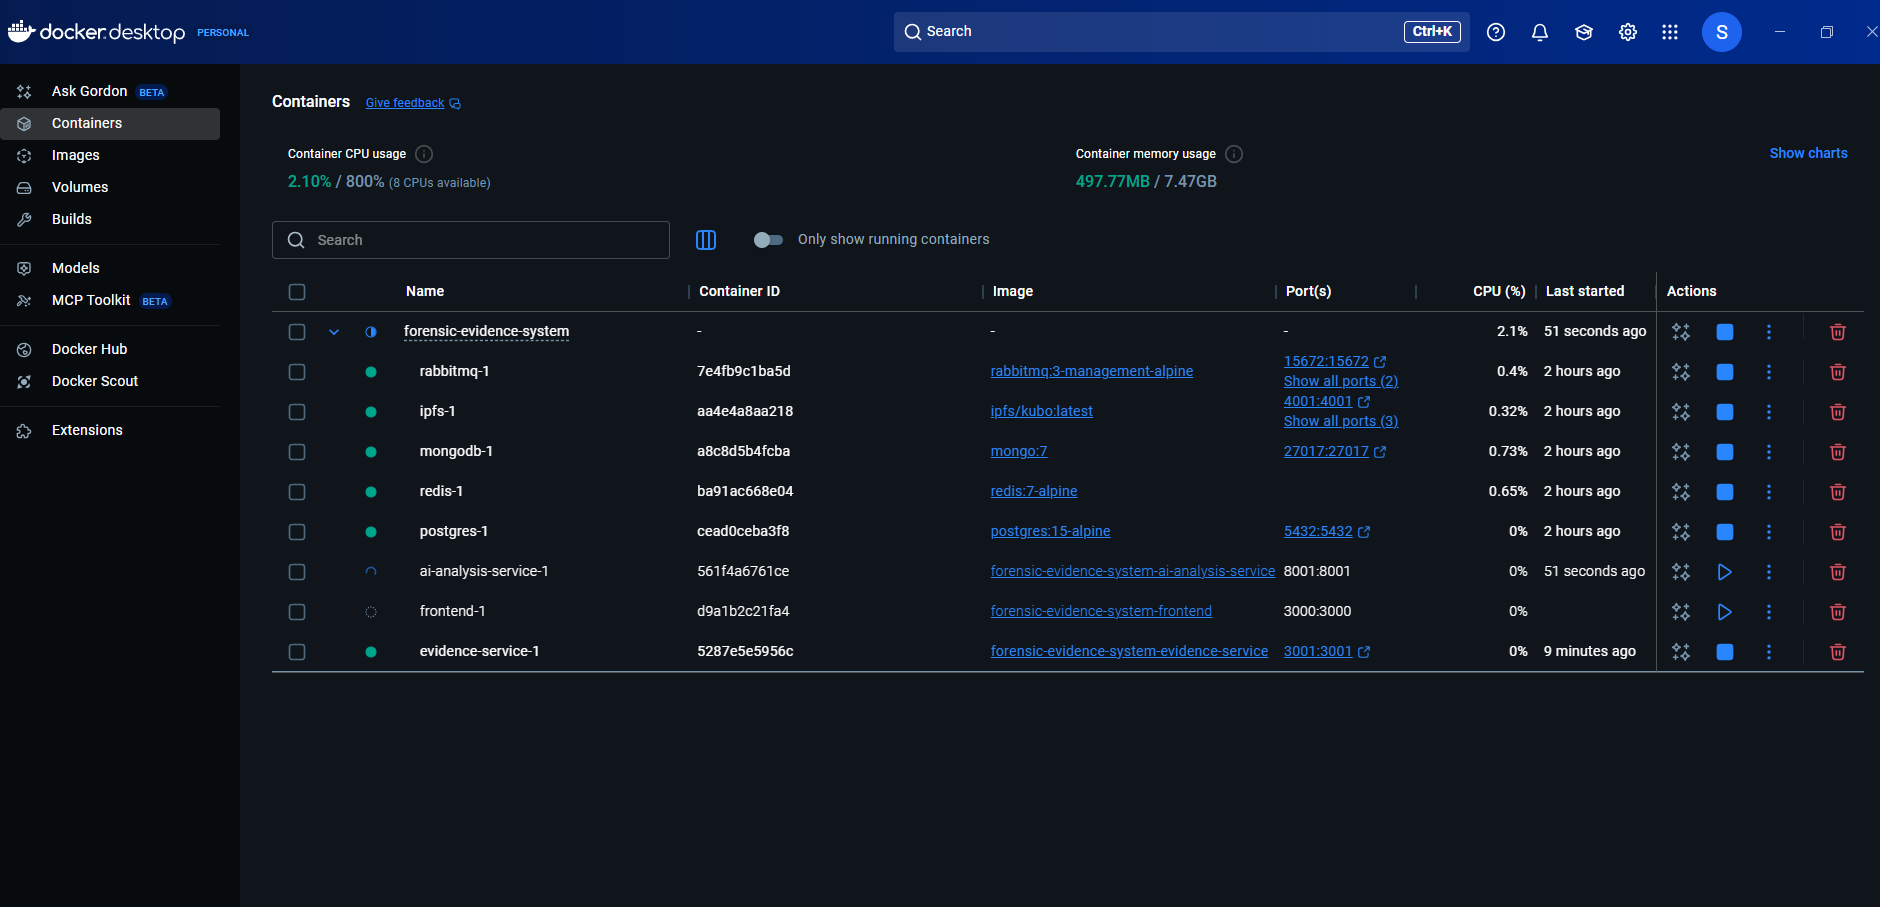 docker.desktop PERSONAL
Search
Ctrl+K
S
Ask Gordon BETA
Containers
Images
Volumes
Builds
Models
MCP Toolkit BETA
Docker Hub
Docker Scout
Extensions
Containers Give feedback
Container CPU usage
2.10% / 800% (8 CPUs available)
Container memory usage
497.77MB / 7.47GB
Show charts
Search
Only show running containers
Name Container ID Image Port(s) CPU (%) Last started Actions
forensic-evidence-system - - - 2.1% 51 seconds ago
rabbitmq-1 7e4fb9c1ba5d rabbitmq:3-management-alpine 15672:15672 Show all ports (2) 0.4% 2 hours ago
ipfs-1 aa4e4a8aa218 ipfs/kubo:latest 4001:4001 Show all ports (3) 0.32% 2 hours ago
mongodb-1 a8c8d5b4fcba mongo:7 27017:27017 0.73% 2 hours ago
redis-1 ba91ac668e04 redis:7-alpine 0.65% 2 hours ago
postgres-1 cead0ceba3f8 postgres:15-alpine 5432:5432 0% 2 hours ago
ai-analysis-service-1 561f4a6761ce forensic-evidence-system-ai-analysis-service 8001:8001 0% 51 seconds ago
frontend-1 d9a1b2c21fa4 forensic-evidence-system-frontend 3000:3000 0%
evidence-service-1 5287e5e5956c forensic-evidence-system-evidence-service 3001:3001 0% 9 minutes ago